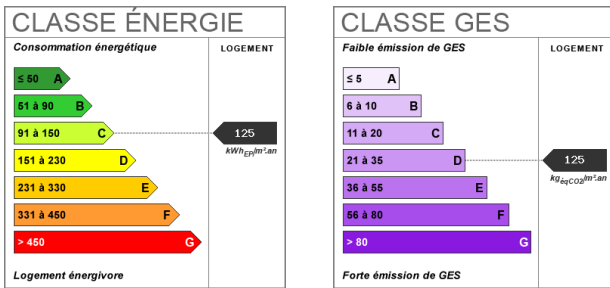 CLASSE ÉNERGIE
Consommation énergétique
LOGEMENT
≤ 50 A
51 à 90 B
91 à 150 C
125
kWhEP/m².an
151 à 230 D
231 à 330 E
331 à 450 F
> 450 G
Logement énergivore
CLASSE GES
Faible émission de GES
LOGEMENT
≤ 5 A
6 à 10 B
11 à 20 C
21 à 35 D
125
kgéqCO2/m².an
36 à 55 E
56 à 80 F
> 80 G
Forte émission de GES